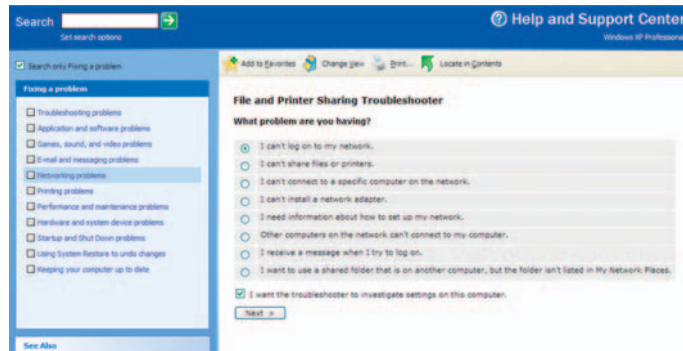 Search
Set search options
Help and Support Center
Windows XP Professional
Search only Fixing a problem
Add to Favorites Change View Print... Locate in Contents
Fixing a problem
Troubleshooting problems
Application and software problems
Games, sound, and video problems
E-mail and messaging problems
Networking problems
Printing problems
Performance and maintenance problems
Hardware and system device problems
Startup and Shut Down problems
Using System Restore to undo changes
Keeping your computer up to date
See Also
File and Printer Sharing Troubleshooter
What problem are you having?
I can't log on to my network.
I can't share files or printers.
I can't connect to a specific computer on the network.
I can't install a network adapter.
I need information about how to set up my network.
Other computers on the network can't connect to my computer.
I receive a message when I try to log on.
I want to use a shared folder that is on another computer, but the folder isn't listed in My Network Places.
I want the troubleshooter to investigate settings on this computer.
Next >